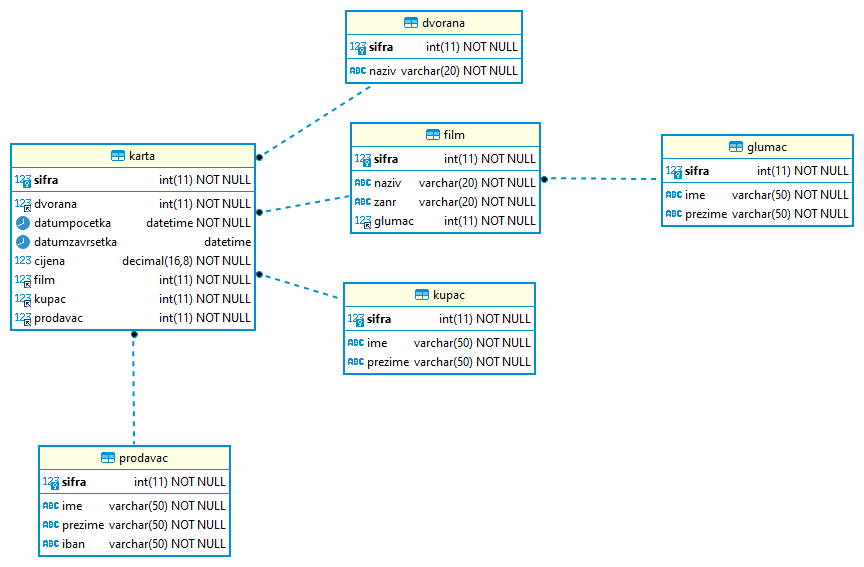 dvorana
123 sifra int(11) NOT NULL
ABC naziv varchar(20) NOT NULL
film
123 sifra int(11) NOT NULL
ABC naziv varchar(20) NOT NULL
ABC zanr varchar(20) NOT NULL
123 glumac int(11) NOT NULL
glumac
123 sifra int(11) NOT NULL
ABC ime varchar(50) NOT NULL
ABC prezime varchar(50) NOT NULL
karta
123 sifra int(11) NOT NULL
123 dvorana int(11) NOT NULL
datumpocetka datetime NOT NULL
datumzavrsetka datetime
123 cijena decimal(16,8) NOT NULL
123 film int(11) NOT NULL
123 kupac int(11) NOT NULL
123 prodavac int(11) NOT NULL
kupac
123 sifra int(11) NOT NULL
ABC ime varchar(50) NOT NULL
ABC prezime varchar(50) NOT NULL
prodavac
123 sifra int(11) NOT NULL
ABC ime varchar(50) NOT NULL
ABC prezime varchar(50) NOT NULL
ABC iban varchar(50) NOT NULL